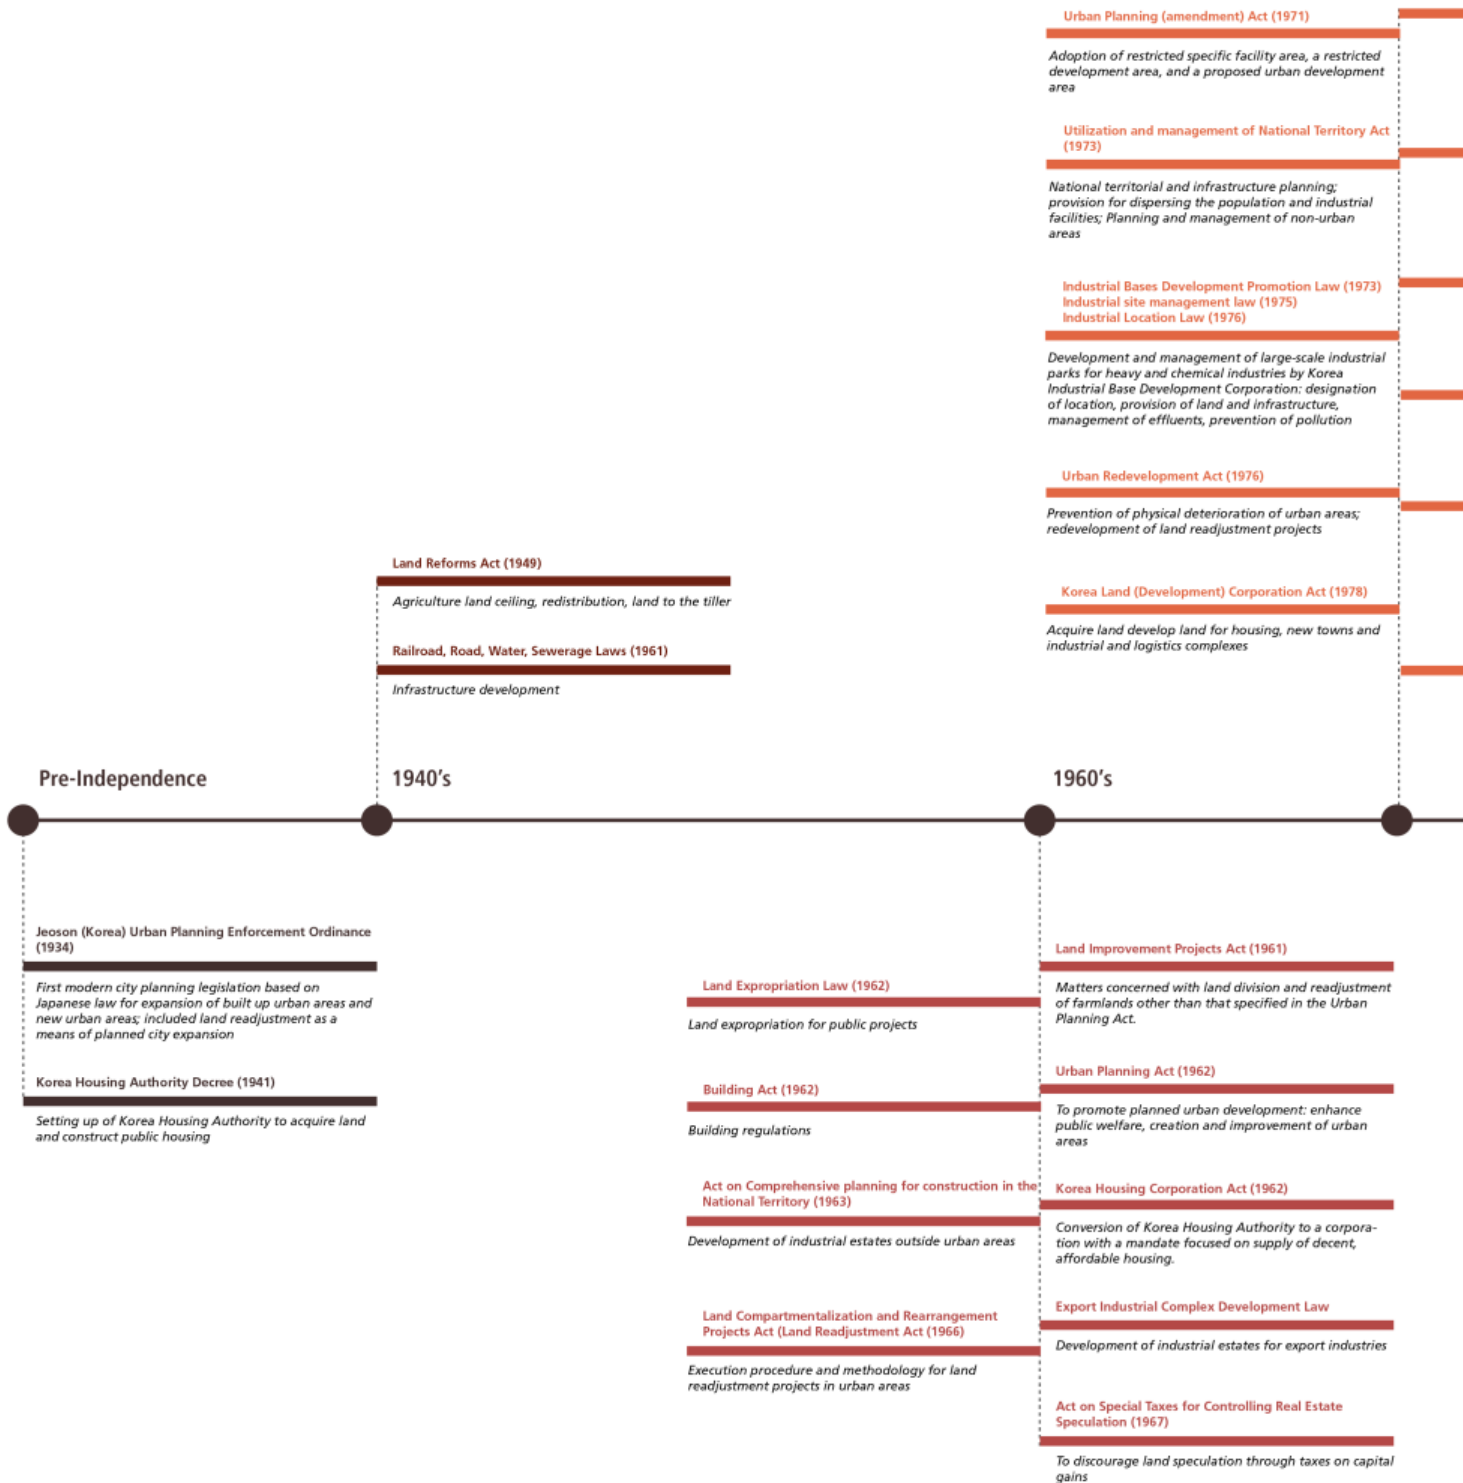 Urban Planning (amendment) Act (1971)
Adoption of restricted specific facility area, a restricted
development area, and a proposed urban development
area
Utilization and management of National Territory Act
(1973)
National territorial and infrastructure planning;
provision for dispersing the population and industrial
facilities; Planning and management of non-urban
areas
Industrial Bases Development Promotion Law (1973)
Industrial site management law (1975)
Industrial Location Law (1976)
Development and management of large-scale industrial
parks for heavy and chemical industries by Korea
Industrial Base Development Corporation: designation
of location, provision of land and infrastructure,
management of effluents, prevention of pollution
Urban Redevelopment Act (1976)
Prevention of physical deterioration of urban areas;
redevelopment of land readjustment projects
Korea Land (Development) Corporation Act (1978)
Acquire land develop land for housing, new towns and
industrial and logistics complexes
Land Reforms Act (1949)
Agriculture land ceiling, redistribution, land to the tiller
Railroad, Road, Water, Sewerage Laws (1961)
Infrastructure development
Pre-Independence
1940's
1960's
Jeoson (Korea) Urban Planning Enforcement Ordinance
(1934)
First modern city planning legislation based on
Japanese law for expansion of built up urban areas and
new urban areas; included land readjustment as a
means of planned city expansion
Korea Housing Authority Decree (1941)
Setting up of Korea Housing Authority to acquire land
and construct public housing
Land Expropriation Law (1962)
Land expropriation for public projects
Building Act (1962)
Building regulations
Act on Comprehensive planning for construction in the
National Territory (1963)
Development of industrial estates outside urban areas
Land Compartmentalization and Rearrangement
Projects Act (Land Readjustment Act (1966)
Execution procedure and methodology for land
readjustment projects in urban areas
Land Improvement Projects Act (1961)
Matters concerned with land division and readjustment
of farmlands other than that specified in the Urban
Planning Act.
Urban Planning Act (1962)
To promote planned urban development: enhance
public welfare, creation and improvement of urban
areas
Korea Housing Corporation Act (1962)
Conversion of Korea Housing Authority to a corpora-
tion with a mandate focused on supply of decent,
affordable housing.
Export Industrial Complex Development Law
Development of industrial estates for export industries
Act on Special Taxes for Controlling Real Estate
Speculation (1967)
To discourage land speculation through taxes on capital
gains